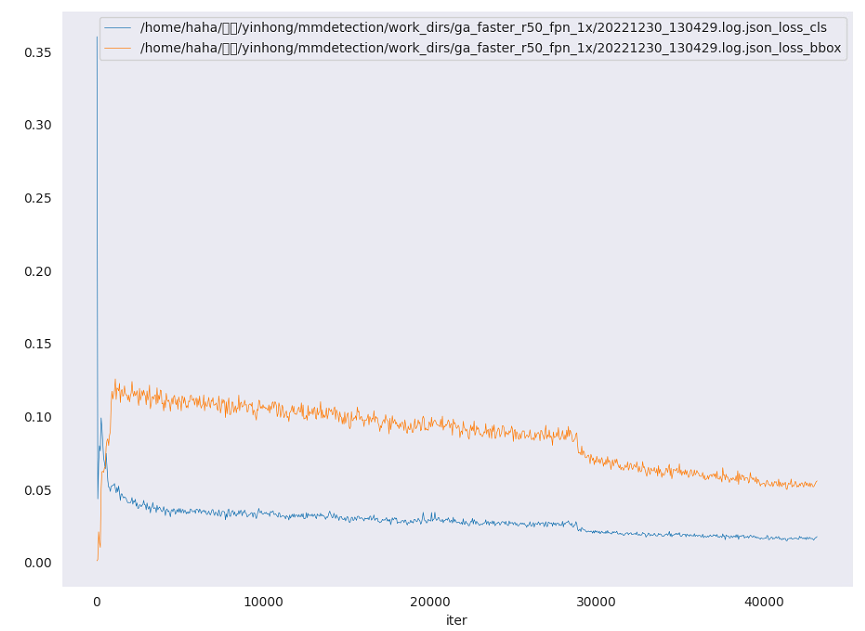 /home/haha//yinhong/mmdetection/work_dirs/ga_faster_r50_fpn_1x/20221230_130429.log.json_loss_cls
/home/haha//yinhong/mmdetection/work_dirs/ga_faster_r50_fpn_1x/20221230_130429.log.json_loss_bbox
0.35
0.30
0.25
0.20
0.15
0.10
0.05
0.00
0 10000 20000 30000 40000
iter